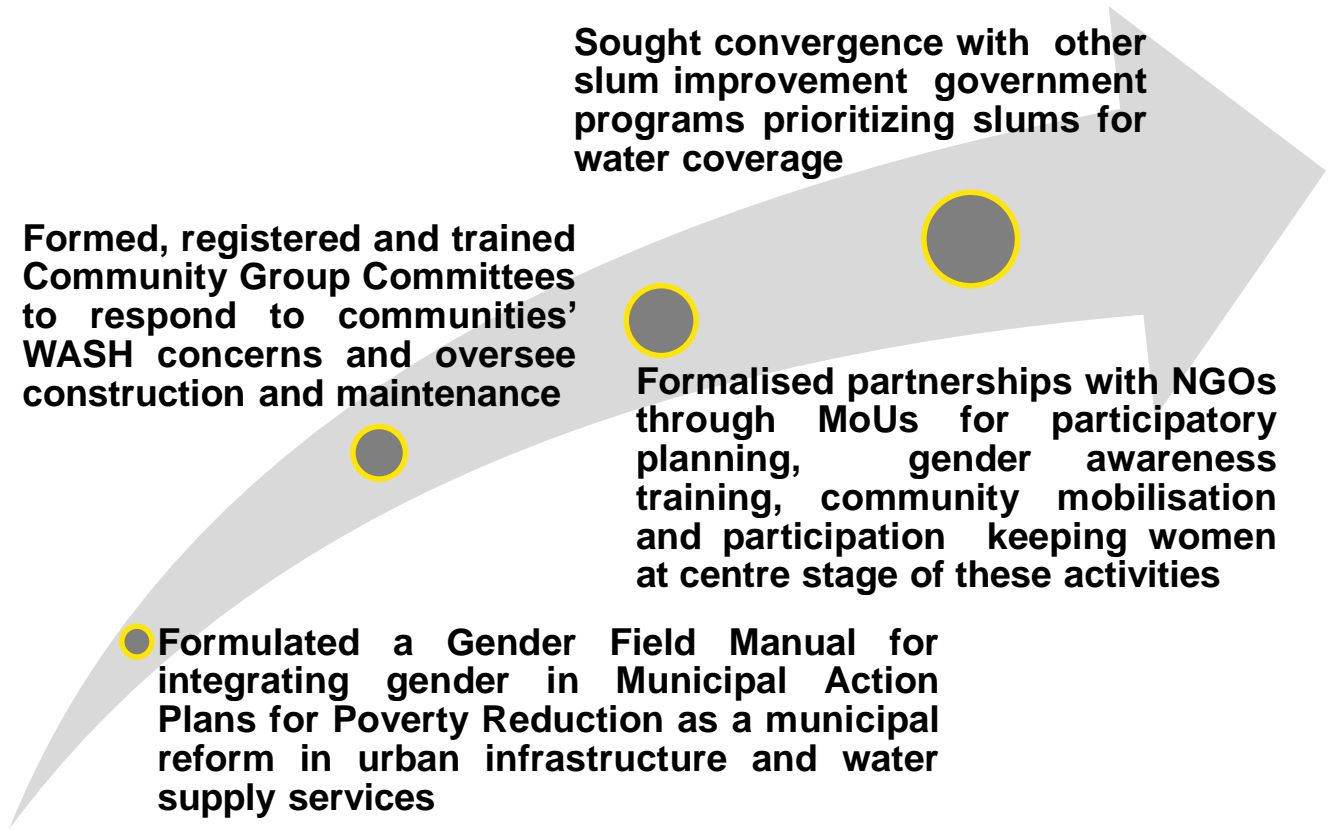 Sought convergence with other
slum improvement government
programs prioritizing slums for
water coverage
Formed, registered and trained
Community Group Committees
to respond to communities’
WASH concerns and oversee
construction and maintenance
Formalised partnerships with NGOs
through MoUs for participatory
planning, gender awareness
training, community mobilisation
and participation keeping women
at centre stage of these activities
Formulated a Gender Field Manual for
integrating gender in Municipal Action
Plans for Poverty Reduction as a municipal
reform in urban infrastructure and water
supply services